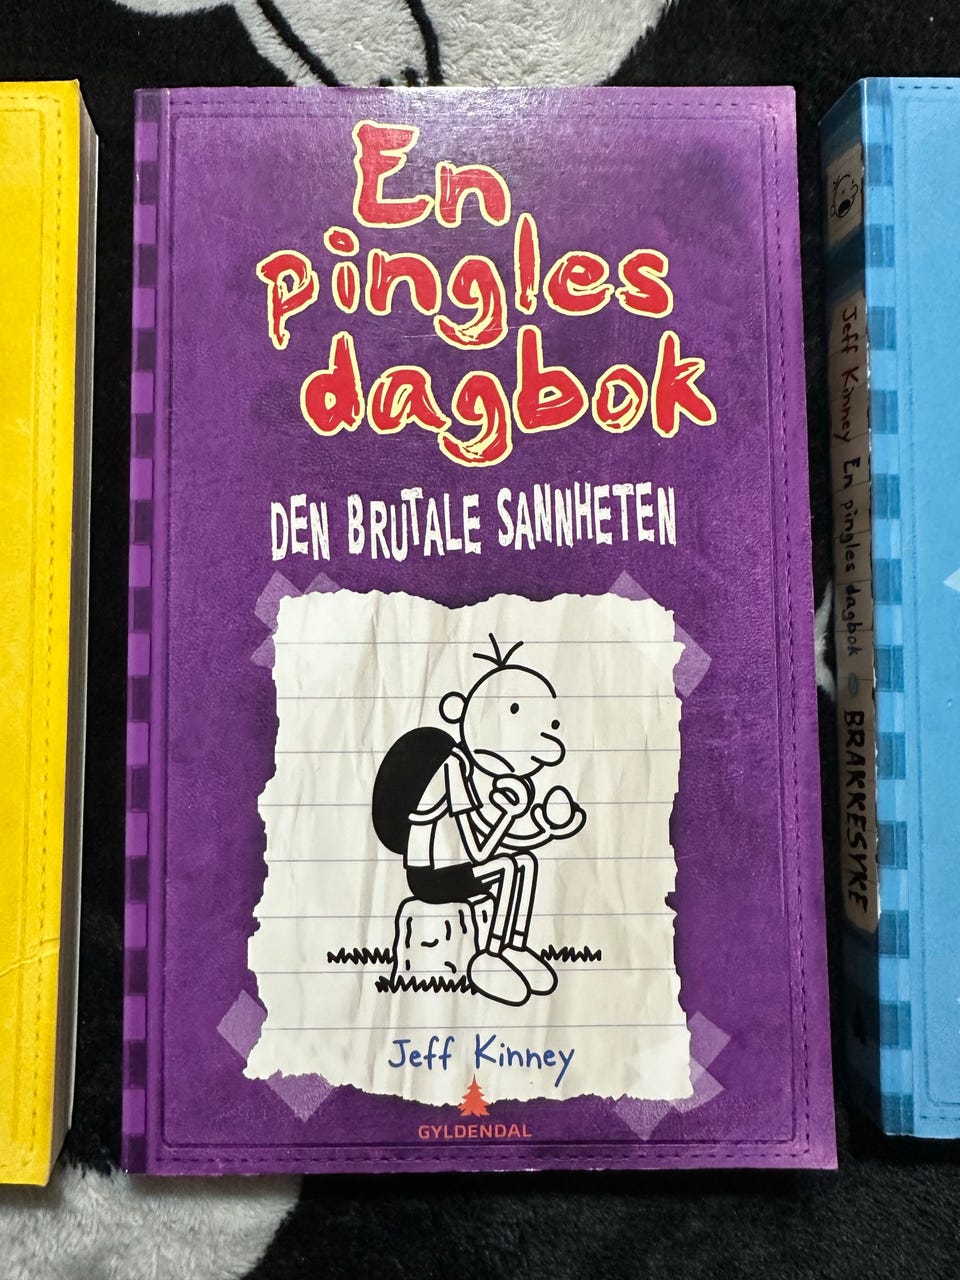 En
pingles
dagbok
DEN BRUTALE SANNHETEN
Jeff Kinney
GYLDENDAL
Jeff Kinney En pingles dagbok BRAKKESYKE